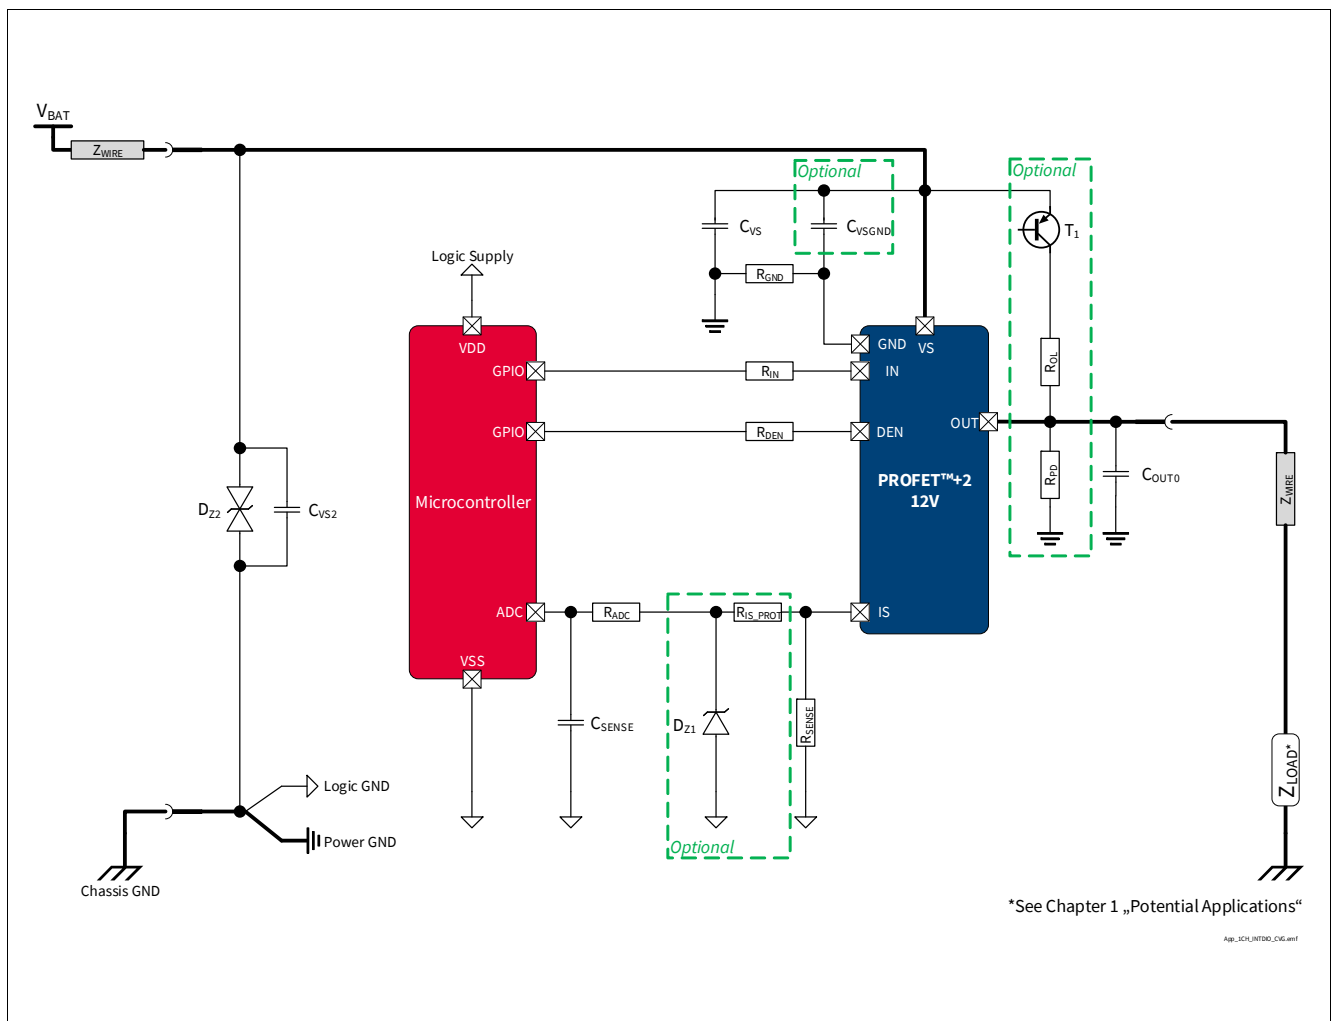 VBAT
ZWIRE
Optional
Optional
CVS
CVSGND
T1
Logic Supply
RGND
VDD
GND
VS
GPIO
RIN
IN
ROL
GPIO
RDEN
DEN
OUT
PROFET™+2
12V
RPD
COUT0
ZWIRE
DZ2
CVS2
Microcontroller
ADC
RADC
RIS_PROT
IS
VSS
CSENSE
DZ1
RSENSE
Logic GND
ZLOAD*
Power GND
Optional
Chassis GND
*See Chapter 1 „Potential Applications“
App_1CH_INTDIO_CVG.emf